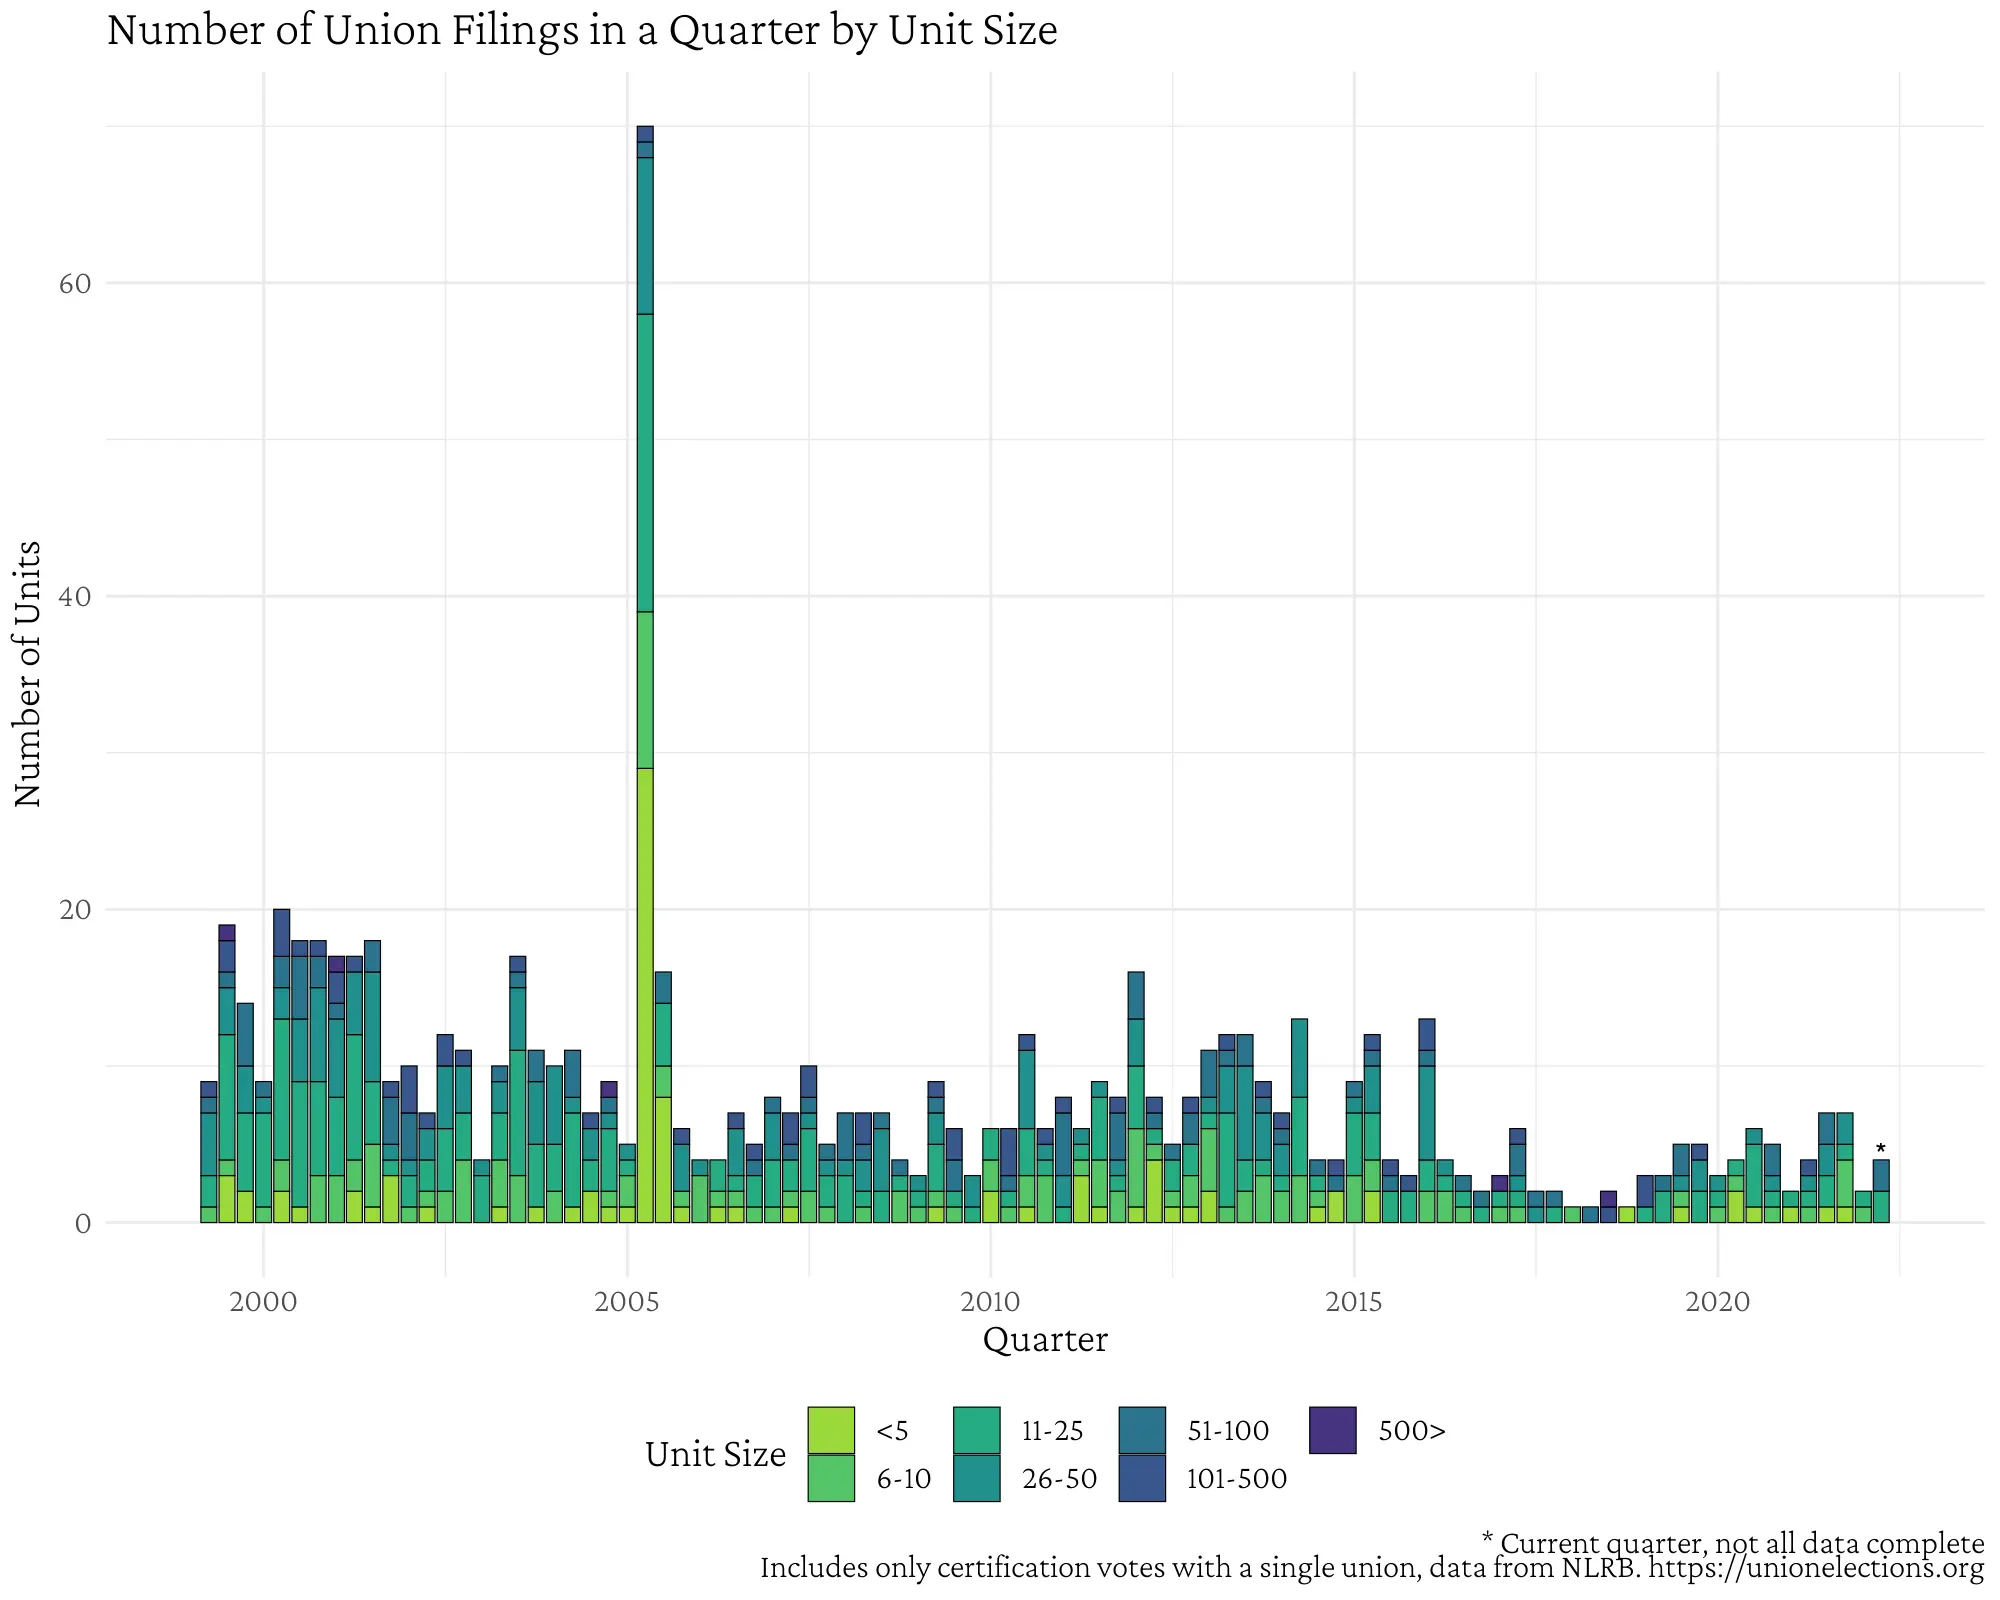 Number of Union Filings in a Quarter by Unit Size
Number of Units
60
40
20
0
*
2000 2005 2010 2015 2020
Quarter
Unit Size
<5 11-25 51-100 500>
6-10 26-50 101-500
* Current quarter, not all data complete
Includes only certification votes with a single union, data from NLRB. https://unionelections.org